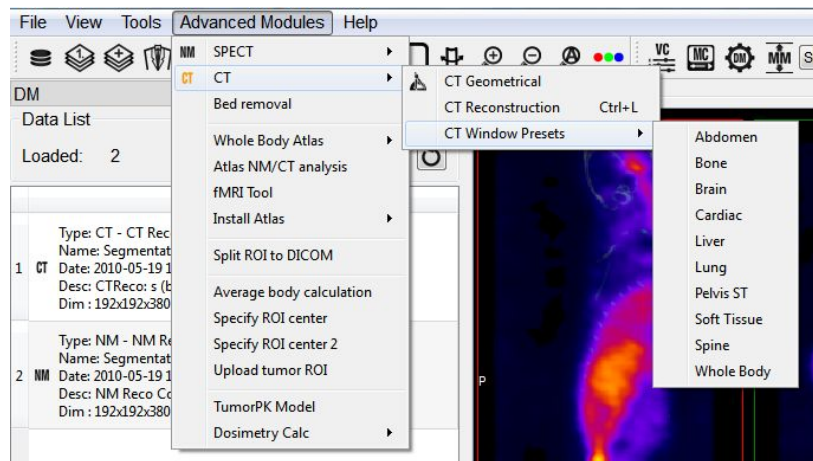 File View Tools Advanced Modules Help
NM SPECT
CT CT
Bed removal
Whole Body Atlas
Atlas NM/CT analysis
fMRI Tool
Install Atlas
Split ROI to DICOM
Average body calculation
Specify ROI center
Specify ROI center 2
Upload tumor ROI
TumorPK Model
Dosimetry Calc
CT Geometrical
CT Reconstruction Ctrl+L
CT Window Presets
Abdomen
Bone
Brain
Cardiac
Liver
Lung
Pelvis ST
Soft Tissue
Spine
Whole Body
VC MC DM MM S
DM
Data List
Loaded: 2
Type: CT - CT Rec
Name: Segmentat
1 CT Date: 2010-05-19 1
Desc: CTReco: s (b
Dim : 192x192x380
Type: NM - NM Re
Name: Segmentat
2 NM Date: 2010-05-19 1
Desc: NM Reco Co
Dim : 192x192x380
P